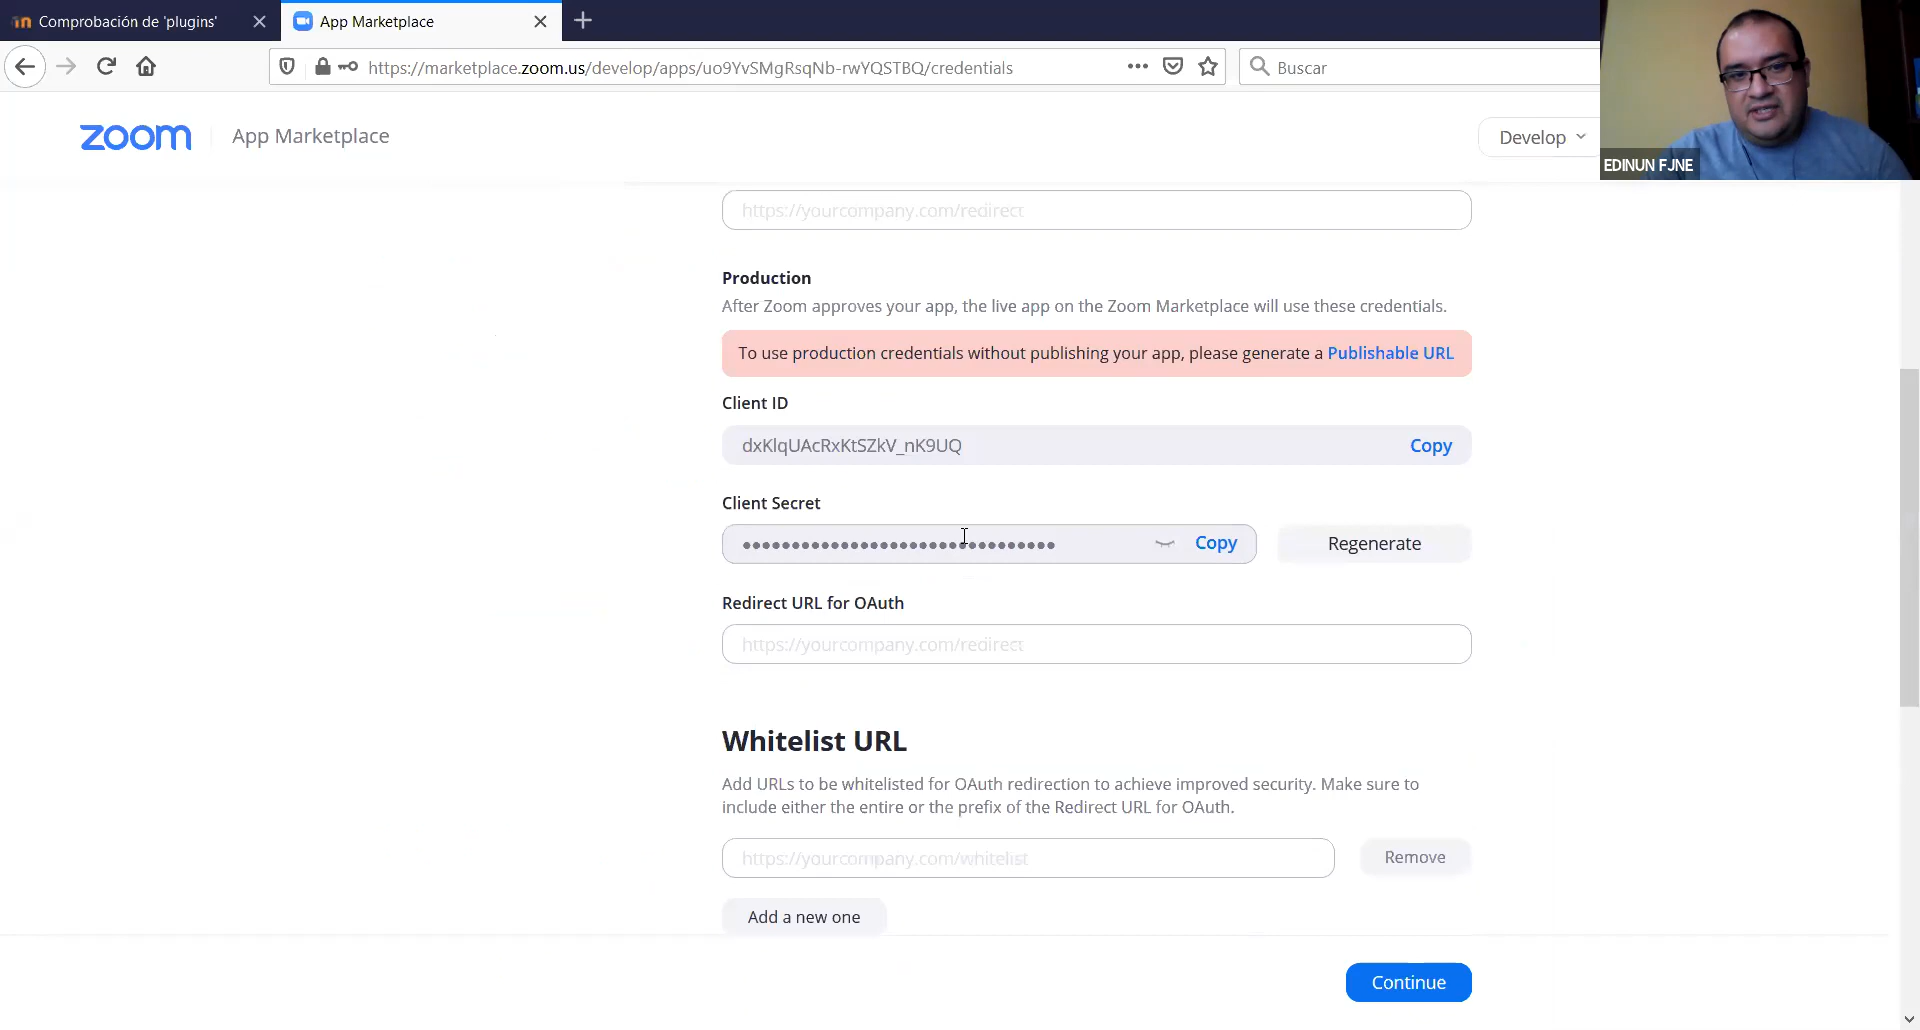 Comprobación de 'plugins'
App Marketplace
https://marketplace.zoom.us/develop/apps/uo9YvSMgRsqNb-rwYQSTBQ/credentials
Buscar
zoom
App Marketplace
Develop
EDINUN FJNE
https://yourcompany.com/redirect
Production
After Zoom approves your app, the live app on the Zoom Marketplace will use these credentials.
To use production credentials without publishing your app, please generate a Publishable URL
Client ID
dxKlqUAcRxKtSZkV_nK9UQ
Copy
Client Secret
Copy
Regenerate
Redirect URL for OAuth
https://yourcompany.com/redirect
Whitelist URL
Add URLs to be whitelisted for OAuth redirection to achieve improved security. Make sure to
include either the entire or the prefix of the Redirect URL for OAuth.
https://yourcompany.com/whitelist
Remove
Add a new one
Continue